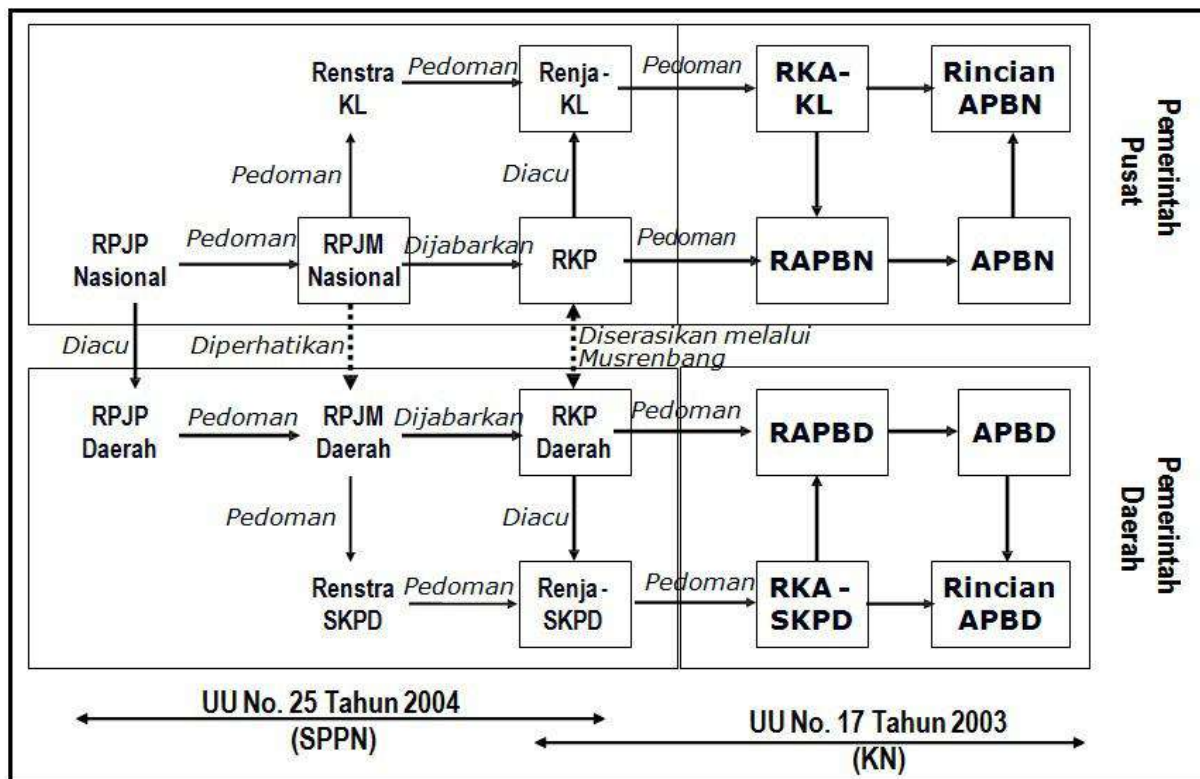 Renstra
KL
Pedoman
Renja -
KL
Pedoman
RKA-
KL
Rincian
APBN
Pemerintah
Pusat
Pedoman
Diacu
RPJP
Nasional
Pedoman
RPJM
Nasional
Dijabarkan
RKP
Pedoman
RAPBN
APBN
Diacu
Diperhatikan
Diserasikan melalui
Musrenbang
RPJP
Daerah
Pedoman
RPJM
Daerah
Dijabarkan
RKP
Daerah
Pedoman
RAPBD
APBD
Pemerintah
Daerah
Pedoman
Diacu
Renstra
SKPD
Pedoman
Renja -
SKPD
Pedoman
RKA -
SKPD
Rincian
APBD
UU No. 25 Tahun 2004
(SPPN)
UU No. 17 Tahun 2003
(KN)